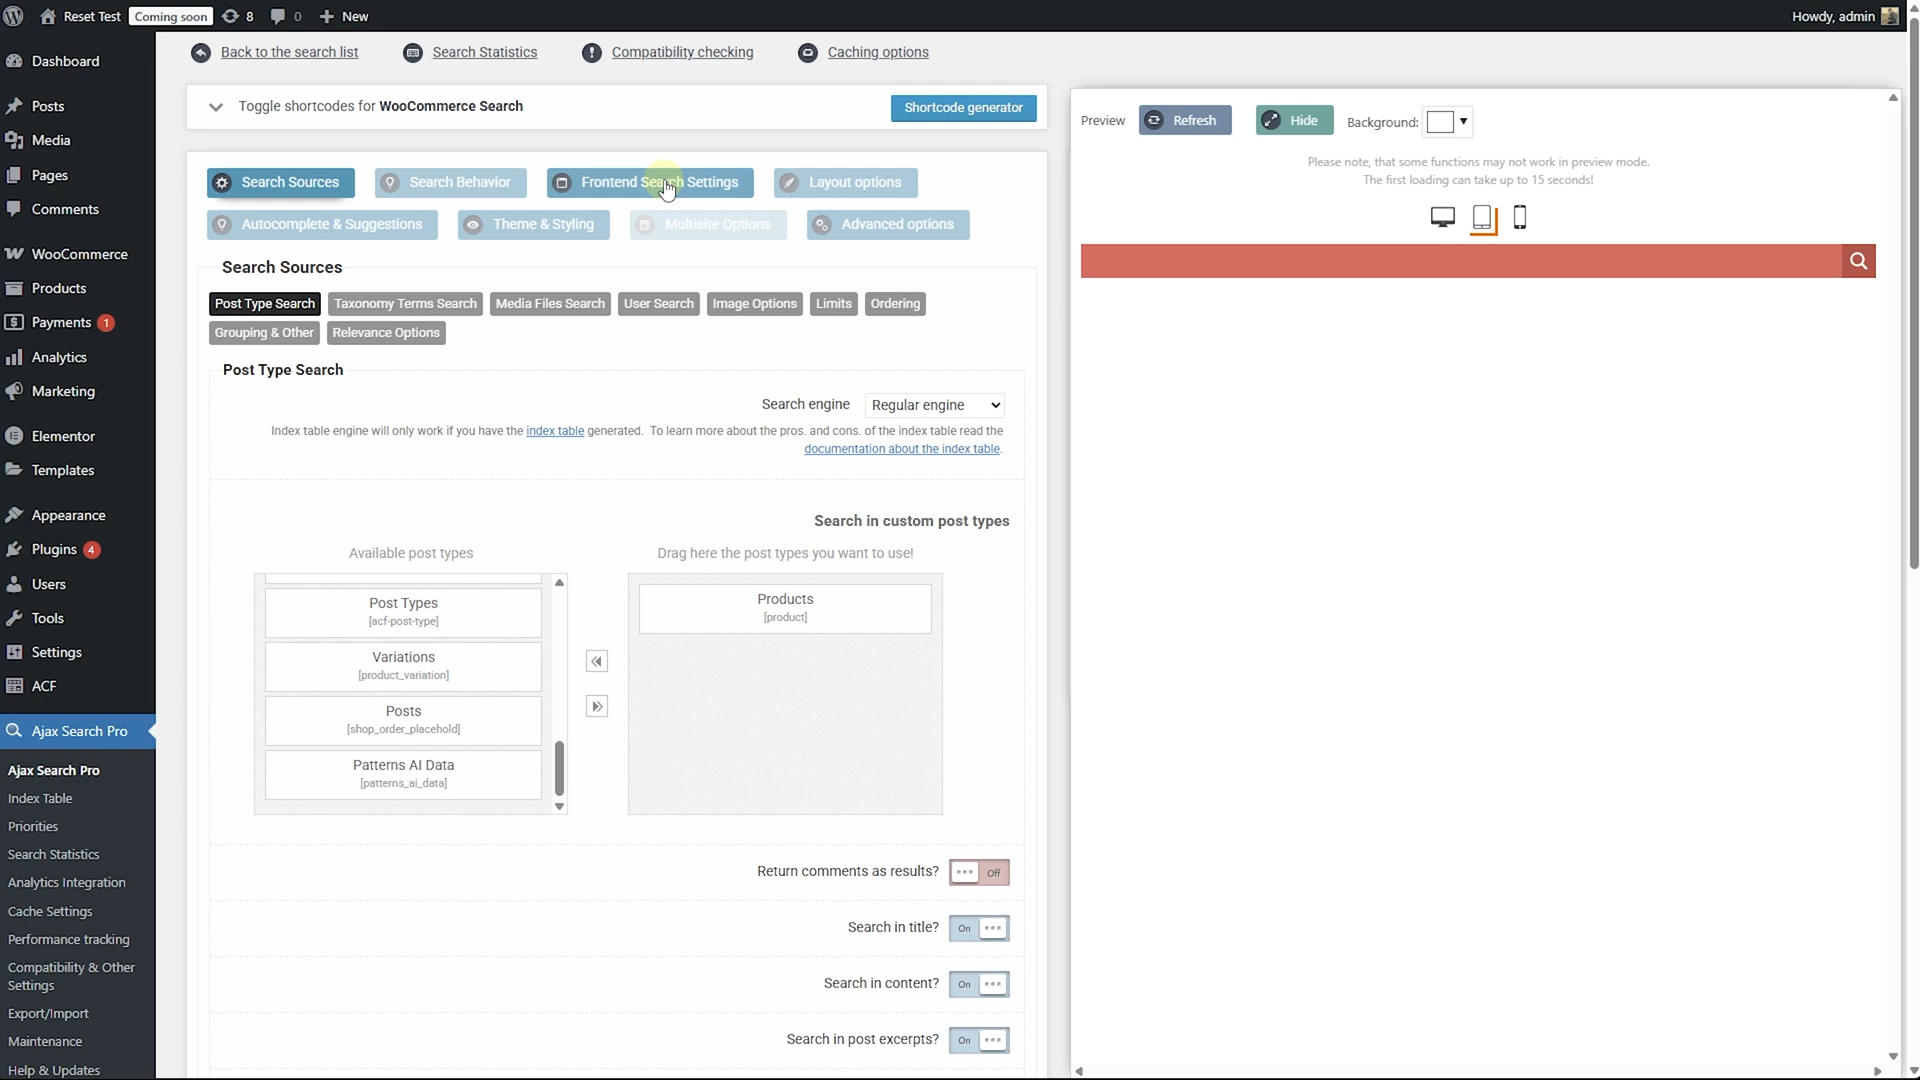 Reset Test
Coming soon
8
0
New
Howdy, admin
Dashboard
Posts
Media
Pages
Comments
WooCommerce
Products
Payments 1
Analytics
Marketing
Elementor
Templates
Appearance
Plugins 4
Users
Tools
Settings
ACF
Ajax Search Pro
Ajax Search Pro
Index Table
Priorities
Search Statistics
Analytics Integration
Cache Settings
Performance tracking
Compatibility & Other
Settings
Export/Import
Maintenance
Help & Updates
Back to the search list
Search Statistics
Compatibility checking
Caching options
Toggle shortcodes for WooCommerce Search
Shortcode generator
Search Sources
Search Behavior
Frontend Search Settings
Layout options
Autocomplete & Suggestions
Theme & Styling
Multisite Options
Advanced options
Search Sources
Post Type Search
Taxonomy Terms Search
Media Files Search
User Search
Image Options
Limits
Ordering
Grouping & Other
Relevance Options
Post Type Search
Search engine
Regular engine
Index table engine will only work if you have the index table generated. To learn more about the pros. and cons. of the index table read the
documentation about the index table.
Search in custom post types
Available post types
Drag here the post types you want to use!
Post Types
[acf-post-type]
Variations
[product_variation]
Posts
[shop_order_placehold]
Patterns AI Data
[patterns_ai_data]
Products
[product]
Return comments as results?
Off
Search in title?
On
Search in content?
On
Search in post excerpts?
On
Preview
Refresh
Hide
Background:
Please note, that some functions may not work in preview mode.
The first loading can take up to 15 seconds!